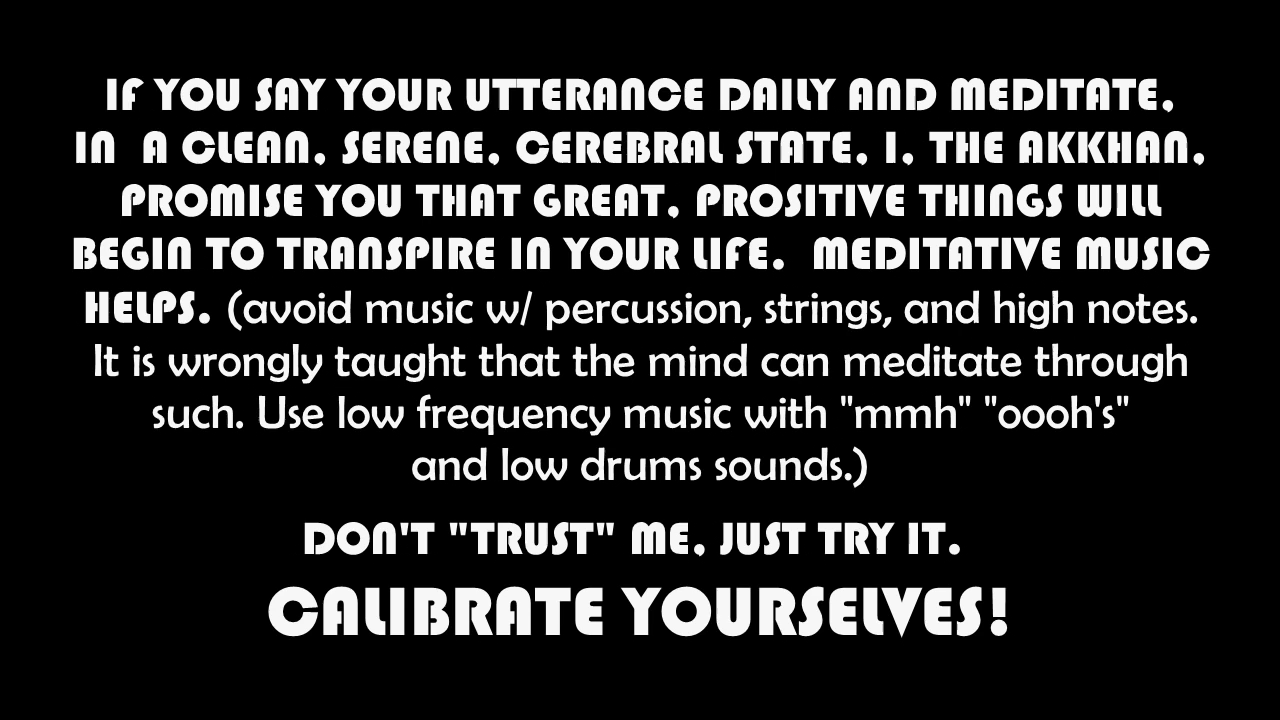 IF YOU SAY YOUR UTTERANCE DAILY AND MEDITATE,
IN A CLEAN, SERENE, CEREBRAL STATE, I, THE AKKHAN,
PROMISE YOU THAT GREAT, PROSITIVE THINGS WILL
BEGIN TO TRANSPIRE IN YOUR LIFE. MEDITATIVE MUSIC
HELPS. (avoid music w/ percussion, strings, and high notes.
It is wrongly taught that the mind can meditate through
such. Use low frequency music with "mmh" "oooh's"
and low drums sounds.)
DON'T "TRUST" ME, JUST TRY IT.
CALIBRATE YOURSELVES!